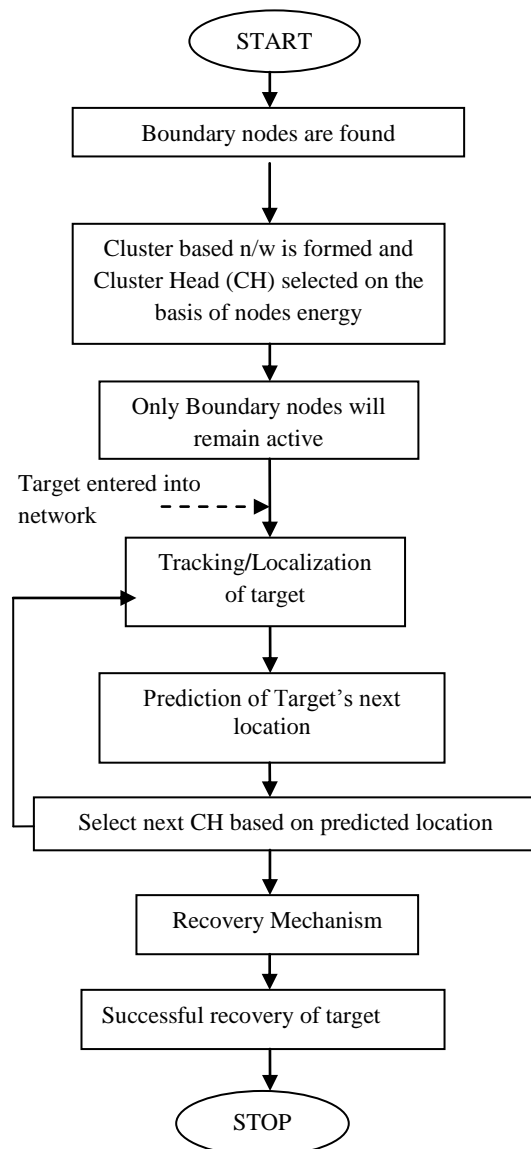 START
Boundary nodes are found
Cluster based n/w is formed and
Cluster Head (CH) selected on the
basis of nodes energy
Only Boundary nodes will
remain active
Target entered into
network
Tracking/Localization
of target
Prediction of Target's next
location
Select next CH based on predicted location
Recovery Mechanism
Successful recovery of target
STOP